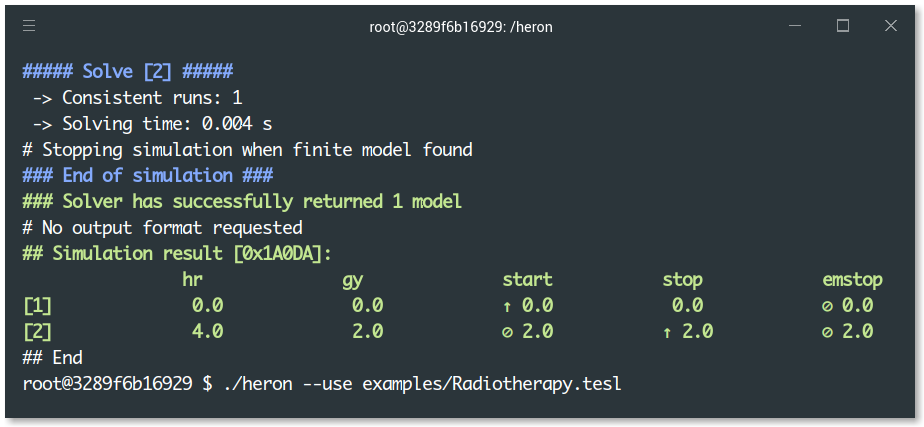 root@3289f6b16929: /heron
##### Solve [2] #####
-> Consistent runs: 1
-> Solving time: 0.004 s
# Stopping simulation when finite model found
### End of simulation ###
### Solver has successfully returned 1 model
# No output format requested
## Simulation result [0x1A0DA]:
hr gy start stop emstop
[1] 0.0 0.0 ↑ 0.0 0.0 ⊘ 0.0
[2] 4.0 2.0 ⊘ 2.0 ↑ 2.0 ⊘ 2.0
## End
root@3289f6b16929 $ ./heron --use examples/Radiotherapy.tesl